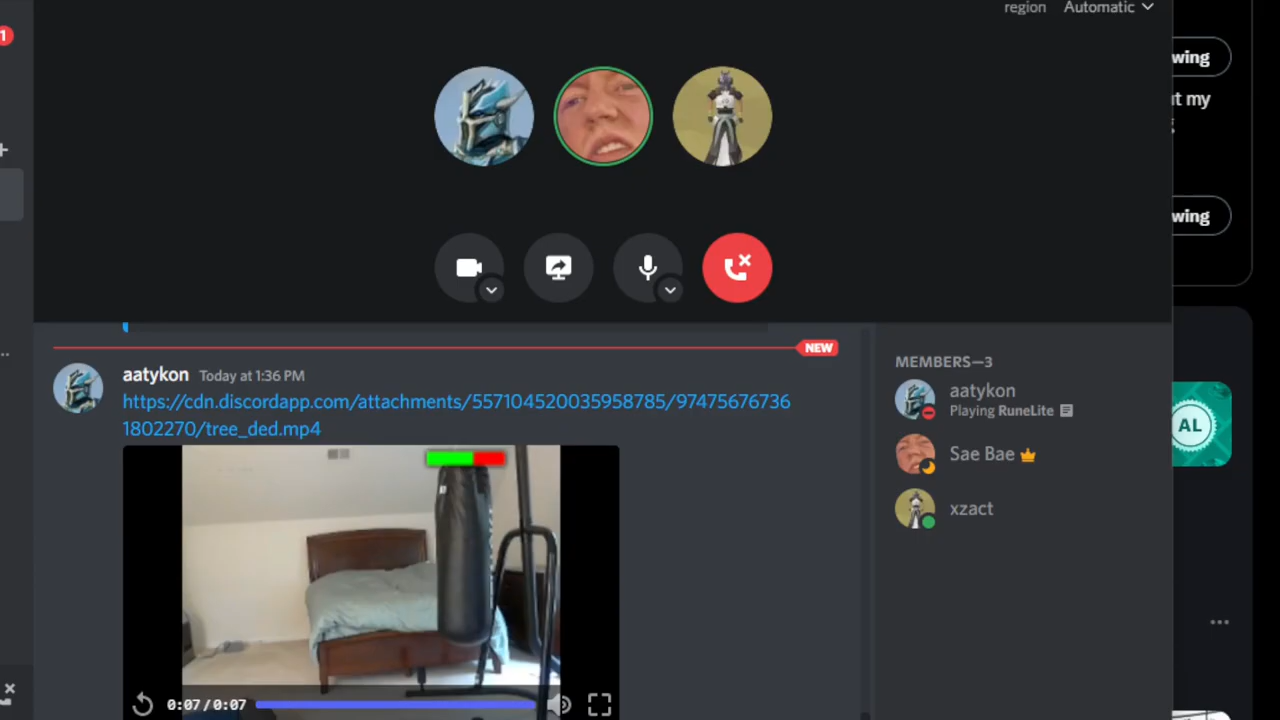 region Automatic
1
wing
t my
wing
NEW
aatykon Today at 1:36 PM
https://cdn.discordapp.com/attachments/557104520035958785/97475676736
1802270/tree_ded.mp4
MEMBERS—3
aatykon
Playing RuneLite
Sae Bae
xzact
AL
0:07/0:07